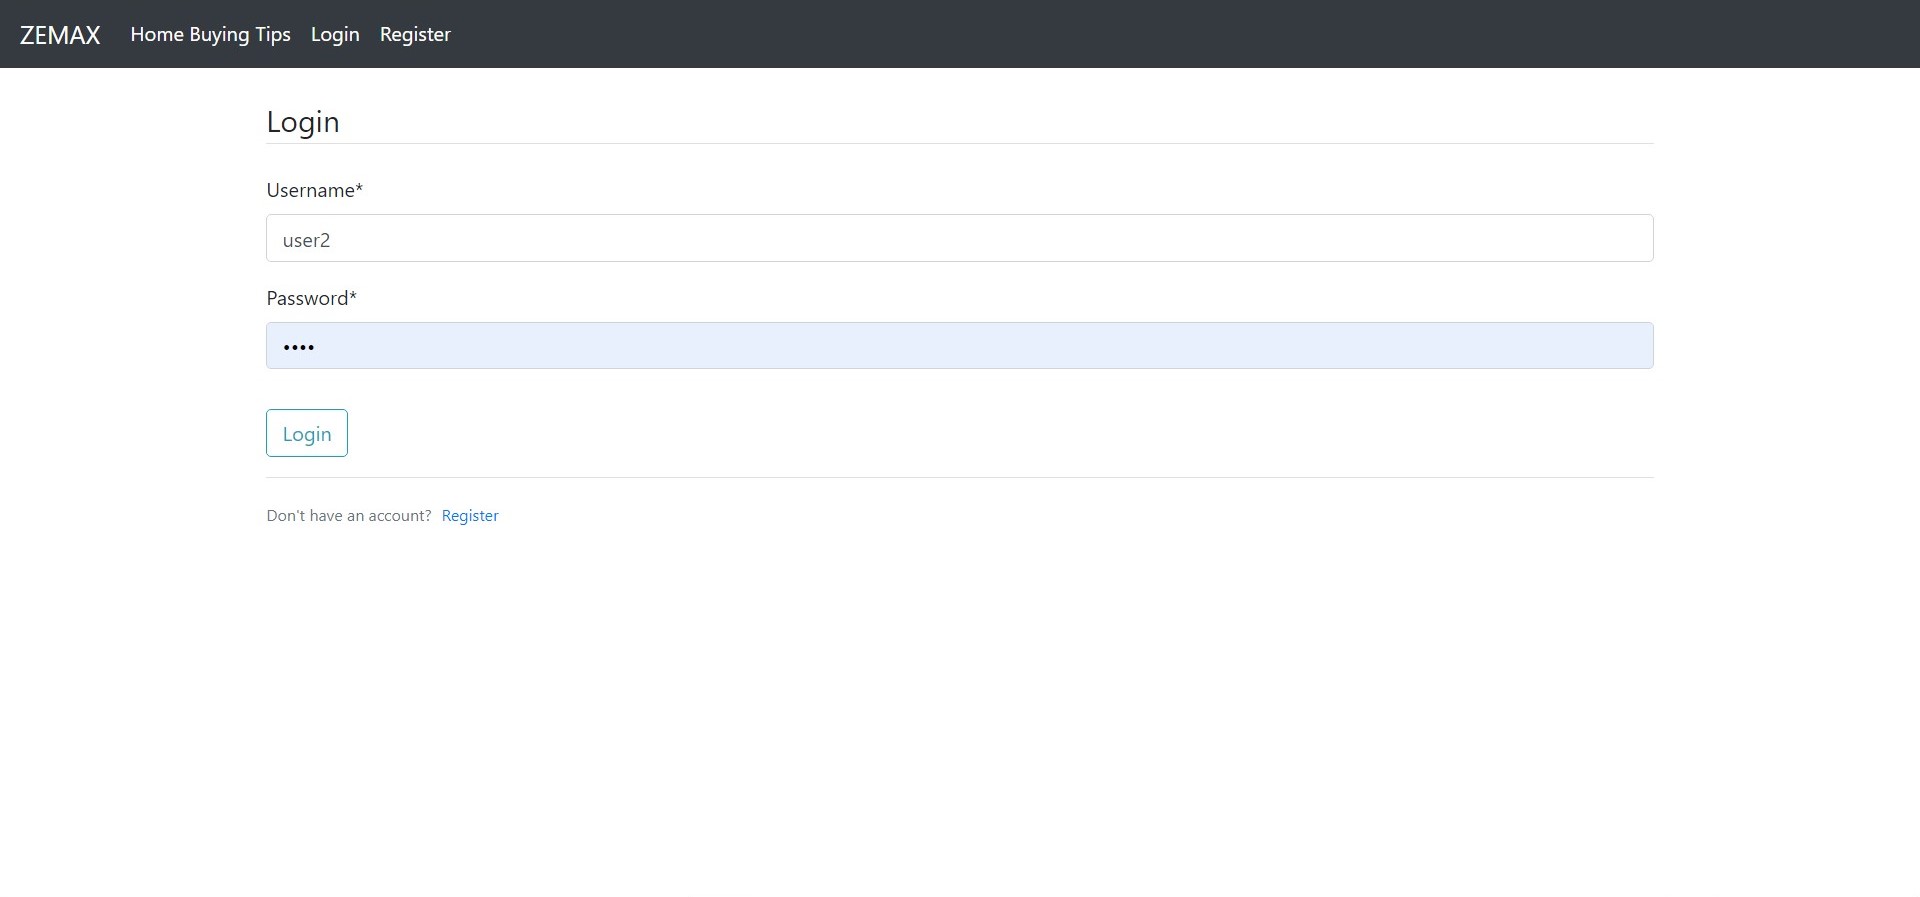 ZEMAX Home Buying Tips Login Register
Login
Username*
user2
Password*
••••
Login
Don't have an account? Register